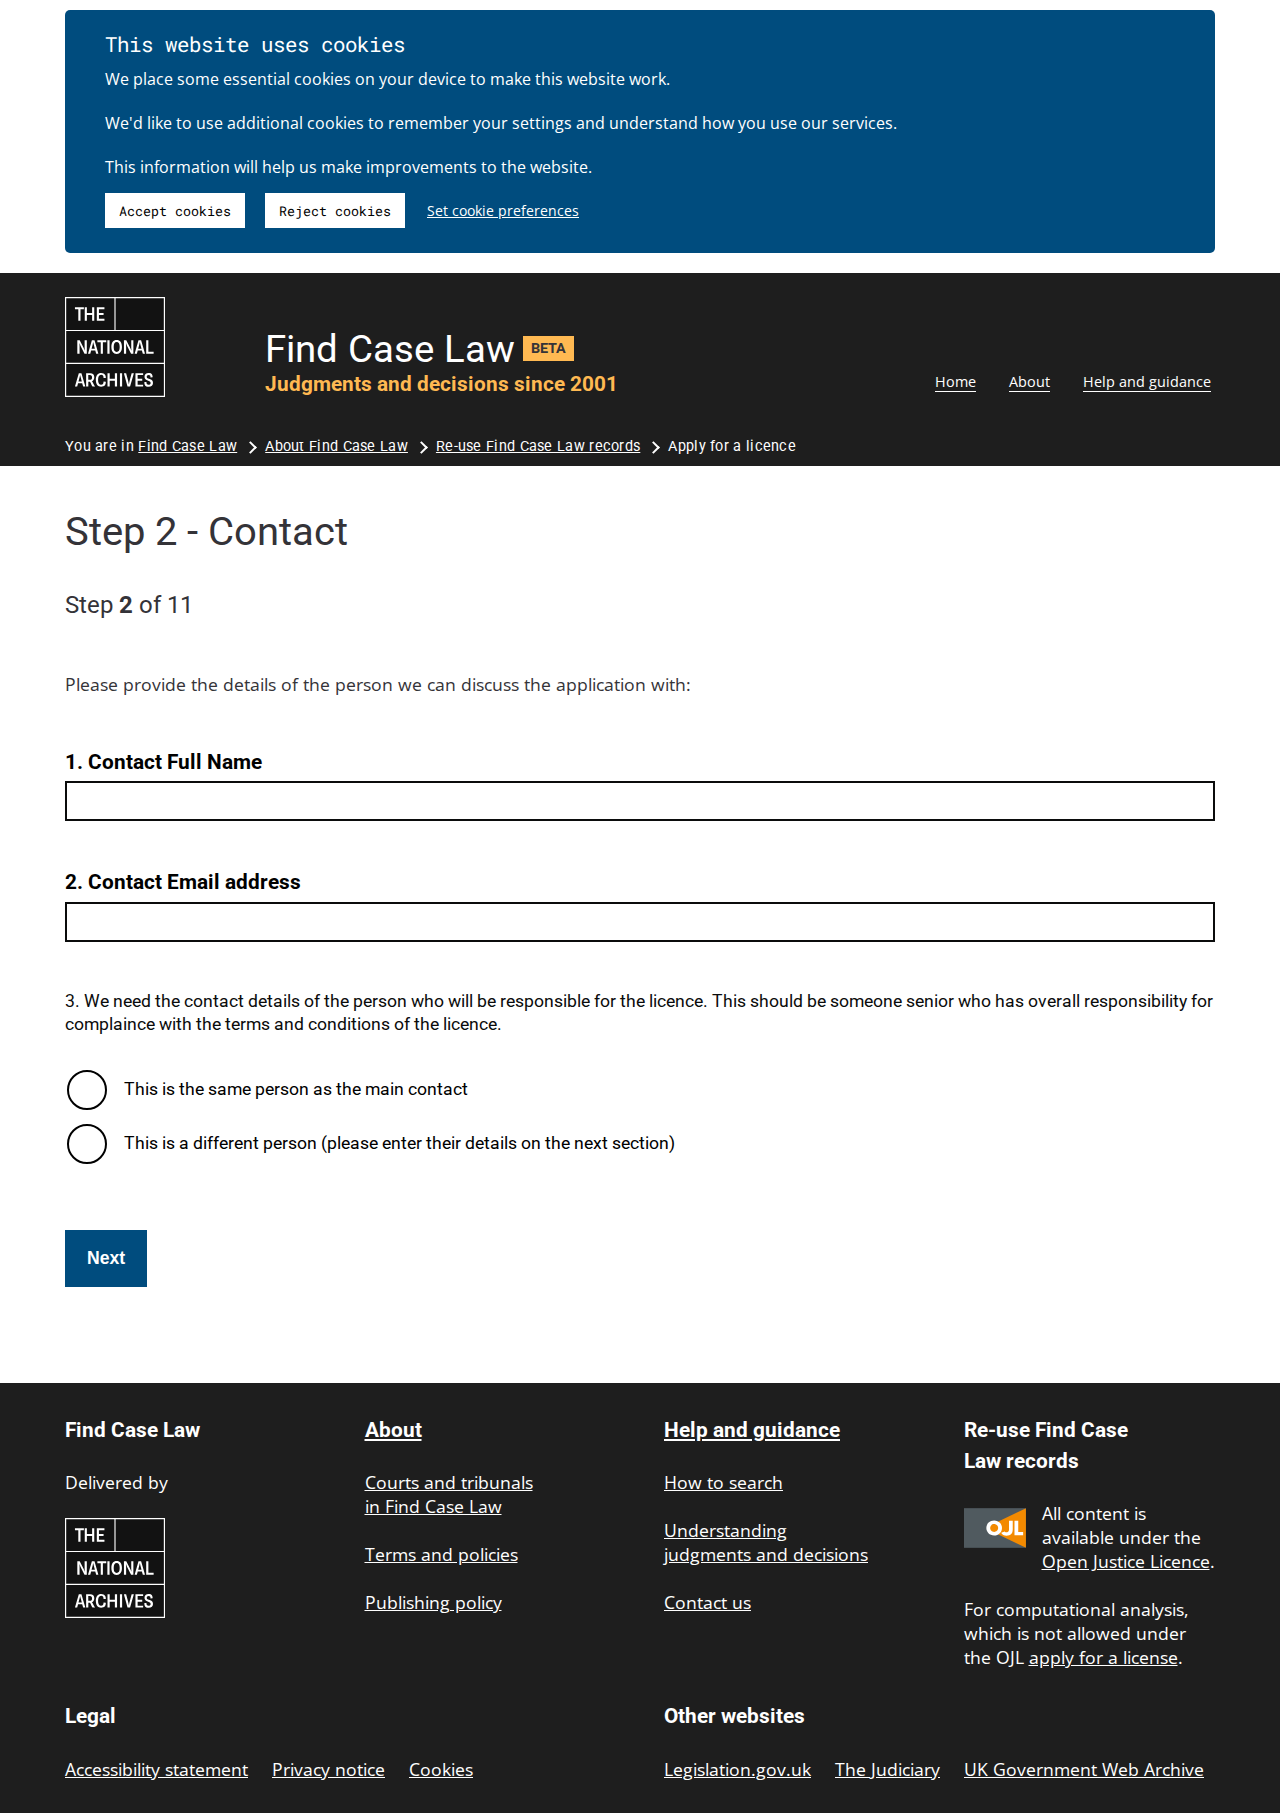 This website uses cookies
We place some essential cookies on your device to make this website work.
We'd like to use additional cookies to remember your settings and understand how you use our services.
This information will help us make improvements to the website.
Accept cookies Reject cookies Set cookie preferences
THE
NATIONAL
ARCHIVES
Find Case Law BETA
Judgments and decisions since 2001
Home About Help and guidance
You are in Find Case Law About Find Case Law Re-use Find Case Law records Apply for a licence
Step 2 - Contact
Step 2 of 11
Please provide the details of the person we can discuss the application with:
1. Contact Full Name
2. Contact Email address
3. We need the contact details of the person who will be responsible for the licence. This should be someone senior who has overall responsibility for
complaince with the terms and conditions of the licence.
This is the same person as the main contact
This is a different person (please enter their details on the next section)
Next
Find Case Law
Delivered by
THE
NATIONAL
ARCHIVES
About
Courts and tribunals
in Find Case Law
Terms and policies
Publishing policy
Help and guidance
How to search
Understanding
judgments and decisions
Contact us
Re-use Find Case
Law records
OJL
All content is
available under the
Open Justice Licence.
For computational analysis,
which is not allowed under
the OJL apply for a license.
Legal
Accessibility statement Privacy notice Cookies
Other websites
Legislation.gov.uk The Judiciary UK Government Web Archive